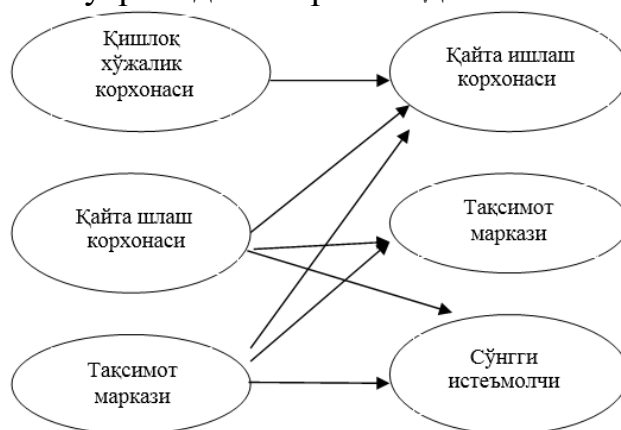 Қишлоқ
хўжалик
корхонаси
Қайта ишлаш
корхонаси
Қайта шлаш
корхонаси
Тақсимот
маркази
Тақсимот
маркази
Сўнгги
истеъмолчи